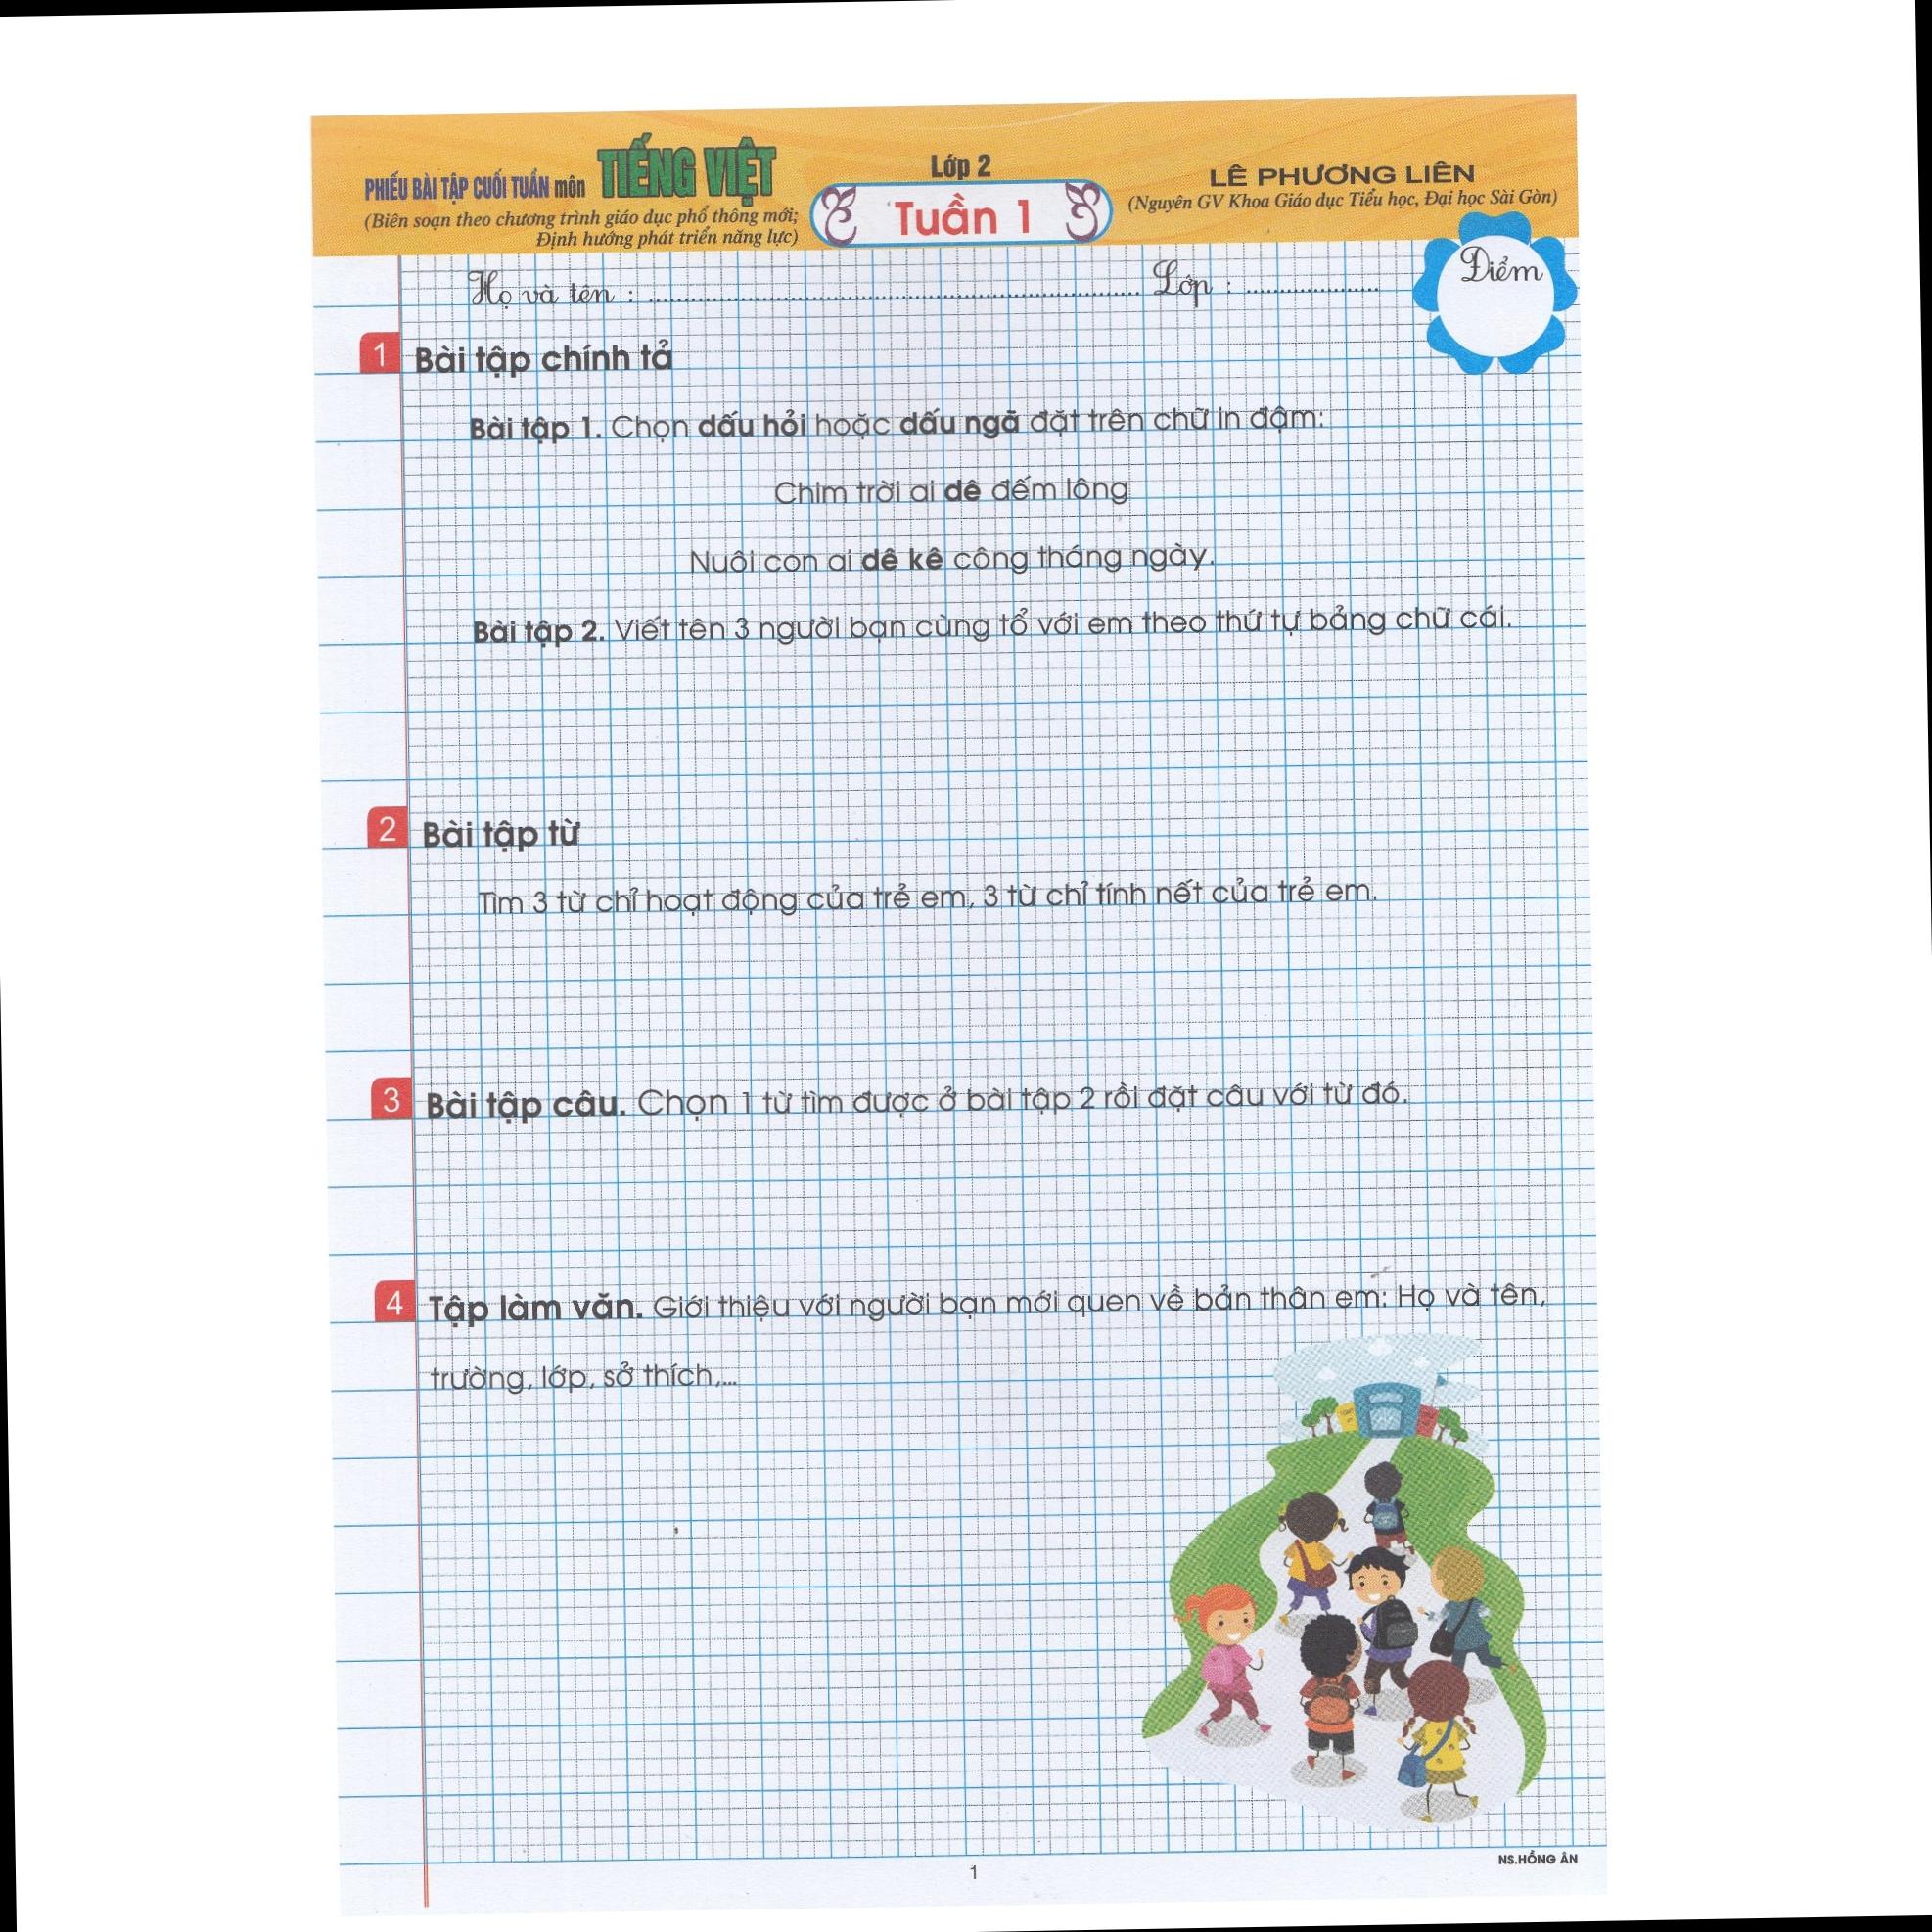 PHIẾU BÀI TẬP CUỐI TUẦN môn TIẾNG VIỆT
(Biên soạn theo chương trình giáo dục phổ thông mới;
Định hướng phát triển năng lực)
Lớp 2
Tuần 1
LÊ PHƯƠNG LIÊN
(Nguyên GV Khoa Giáo dục Tiểu học, Đại học Sài Gòn)
Điểm
Họ và tên : ........................................ Lớp : ....................
1 Bài tập chính tả
Bài tập 1. Chọn dấu hỏi hoặc dấu ngã đặt trên chữ in đậm:
Chim trời ai dê đếm lông
Nuôi con ai dê kê công tháng ngày.
Bài tập 2. Viết tên 3 người bạn cùng tổ với em theo thứ tự bảng chữ cái.
2 Bài tập từ
Tìm 3 từ chỉ hoạt động của trẻ em, 3 từ chỉ tính nết của trẻ em.
3 Bài tập câu. Chọn 1 từ tìm được ở bài tập 2 rồi đặt câu với từ đó.
4 Tập làm văn. Giới thiệu với người bạn mới quen về bản thân em: Họ và tên,
trường, lớp, sở thích,...
1
NS.HỒNG ÂN